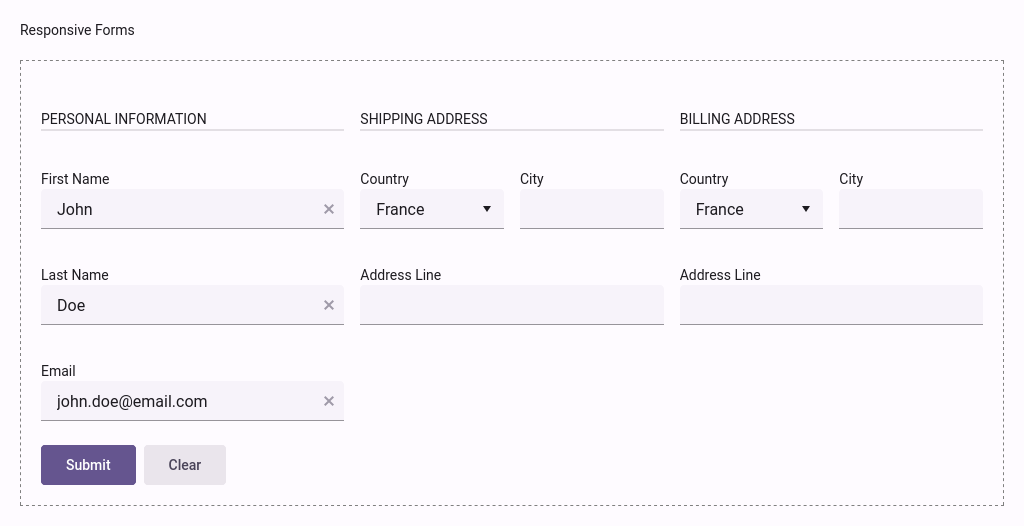 Responsive Forms
PERSONAL INFORMATION
SHIPPING ADDRESS
BILLING ADDRESS
First Name
John
Country
France
City
Country
France
City
Last Name
Doe
Address Line
Address Line
Email
john.doe@email.com
Submit
Clear